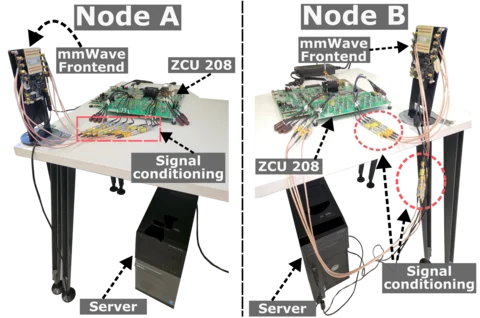 Node A
mmWave
Frontend
ZCU 208
Signal
conditioning
Server
Node B
mmWave
Frontend
ZCU 208
Signal
conditioning
Server